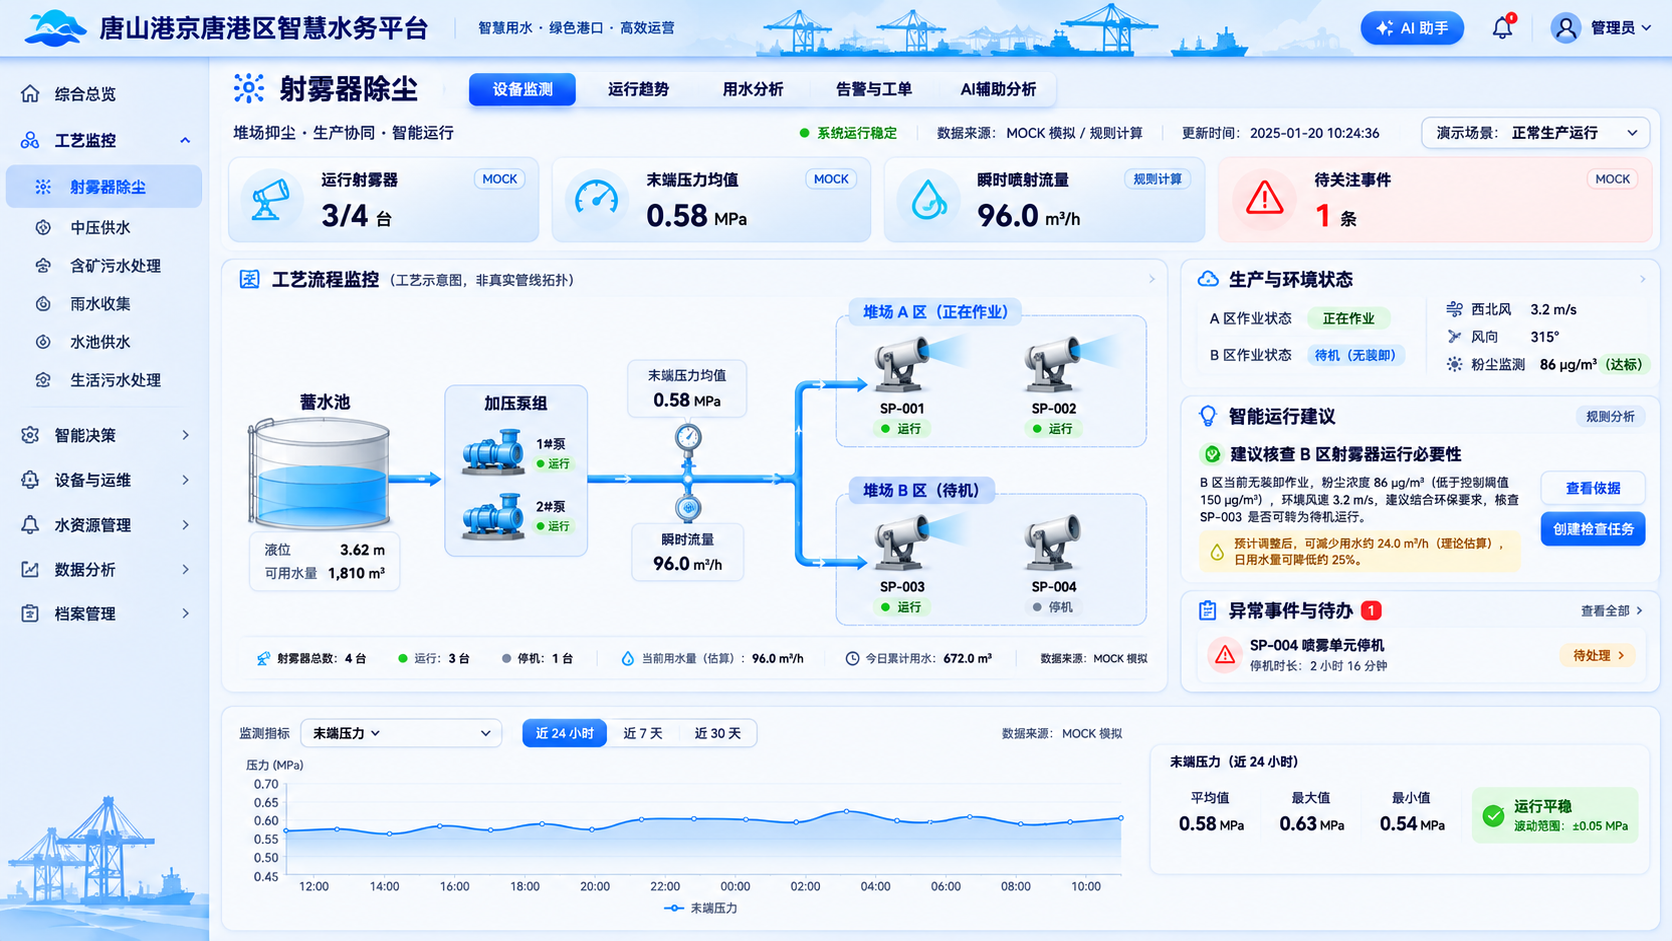 唐山港京唐港区智慧水务平台
智慧用水 · 绿色港口 · 高效运营
AI 助手
管理员
综合总览
工艺监控
射雾器除尘
中压供水
含矿污水处理
雨水收集
水池供水
生活污水处理
智能决策
设备与运维
水资源管理
数据分析
档案管理
射雾器除尘
设备监测
运行趋势
用水分析
告警与工单
AI辅助分析
堆场抑尘 · 生产协同 · 智能运行
系统运行稳定
数据来源： MOCK 模拟 / 规则计算
更新时间： 2025-01-20 10:24:36
演示场景： 正常生产运行
运行射雾器
MOCK
3/4 台
末端压力均值
MOCK
0.58 MPa
瞬时喷射流量
规则计算
96.0 m³/h
待关注事件
MOCK
1 条
工艺流程监控 （工艺示意图，非真实管线拓扑）
蓄水池
液位 3.62 m
可用水量 1,810 m³
加压泵组
1#泵
运行
2#泵
运行
末端压力均值
0.58 MPa
瞬时流量
96.0 m³/h
堆场 A 区（正在作业）
SP-001
运行
SP-002
运行
堆场 B 区（待机）
SP-003
运行
SP-004
停机
射雾器总数： 4 台
运行： 3 台
停机： 1 台
当前用水量（估算）： 96.0 m³/h
今日累计用水： 672.0 m³
数据来源： MOCK 模拟
生产与环境状态
A 区作业状态 正在作业
B 区作业状态 待机（无装卸）
西北风 3.2 m/s
风向 315°
粉尘监测 86 μg/m³ （达标）
智能运行建议
规则分析
建议核查 B 区射雾器运行必要性
B 区当前无装卸作业，粉尘浓度 86 μg/m³（低于控制阈值
150 μg/m³），环境风速 3.2 m/s，建议结合环保要求，核查
SP-003 是否可转为待机运行。
查看依据
创建检查任务
预计调整后，可减少用水约 24.0 m³/h（理论估算），
日用水量可降低约 25%。
异常事件与待办 1
查看全部
SP-004 喷雾单元停机
停机时长： 2 小时 16 分钟
待处理
监测指标
末端压力
近 24 小时
近 7 天
近 30 天
数据来源： MOCK 模拟
压力 (MPa)
0.70
0.65
0.60
0.55
0.50
0.45
12:00 14:00 16:00 18:00 20:00 22:00 00:00 02:00 04:00 06:00 08:00 10:00
末端压力
末端压力（近 24 小时）
平均值
0.58 MPa
最大值
0.63 MPa
最小值
0.54 MPa
运行平稳
波动范围： ±0.05 MPa